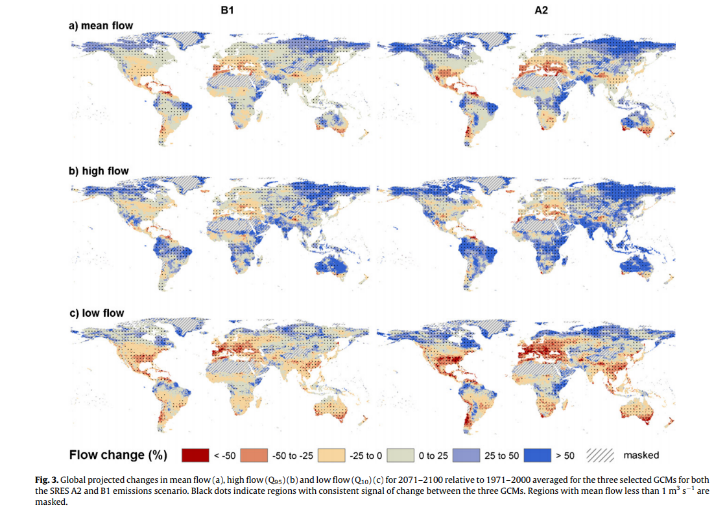 B1 A2
a) mean flow
b) high flow
c) low flow
Flow change (%) < -50 -50 to -25 -25 to 0 0 to 25 25 to 50 > 50 masked
Fig. 3. Global projected changes in mean flow (a), high flow (Q₉₅) (b) and low flow (Q₁₀) (c) for 2071–2100 relative to 1971–2000 averaged for the three selected GCMs for both
the SRES A2 and B1 emissions scenario. Black dots indicate regions with consistent signal of change between the three GCMs. Regions with mean flow less than 1 m³ s⁻¹ are
masked.